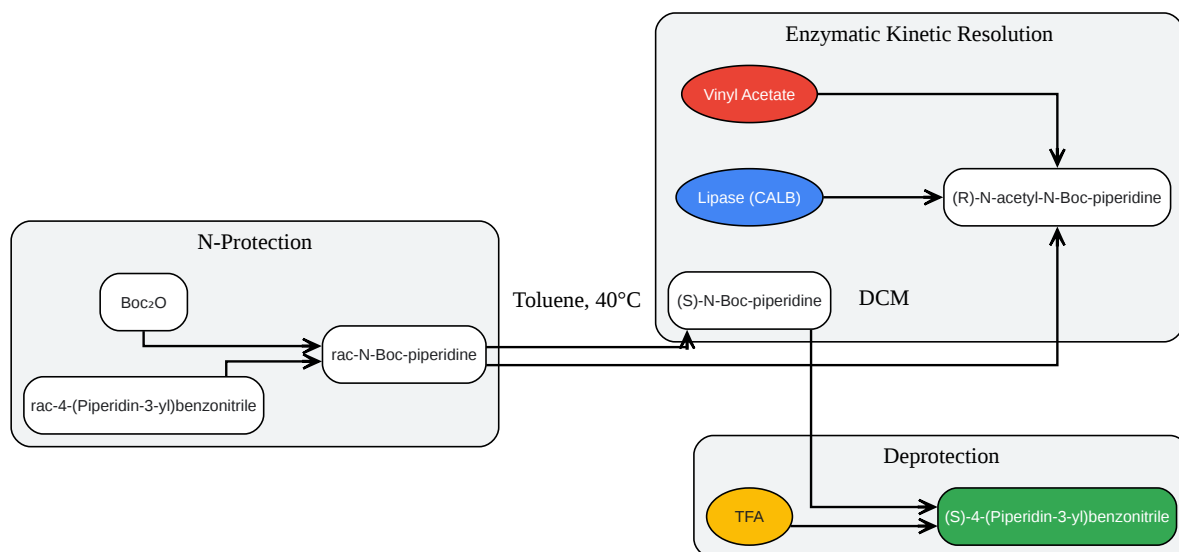 Enzymatic Kinetic Resolution
Vinyl Acetate
Lipase (CALB)
(R)-N-acetyl-N-Boc-piperidine
N-Protection
Boc₂O
Toluene, 40°C
(S)-N-Boc-piperidine
DCM
rac-N-Boc-piperidine
rac-4-(Piperidin-3-yl)benzonitrile
Deprotection
TFA
(S)-4-(Piperidin-3-yl)benzonitrile